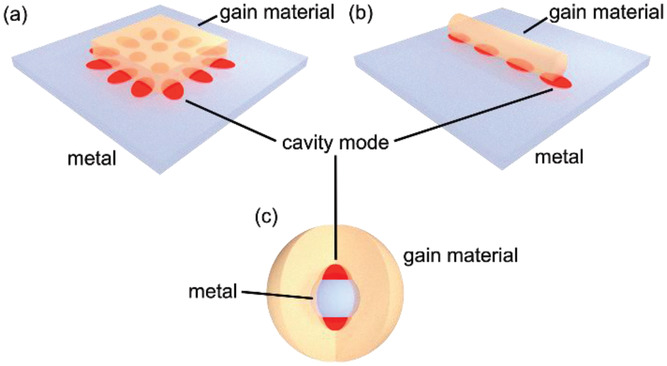 (a)
gain material
(b)
gain material
cavity mode
metal
metal
(c)
gain material
metal